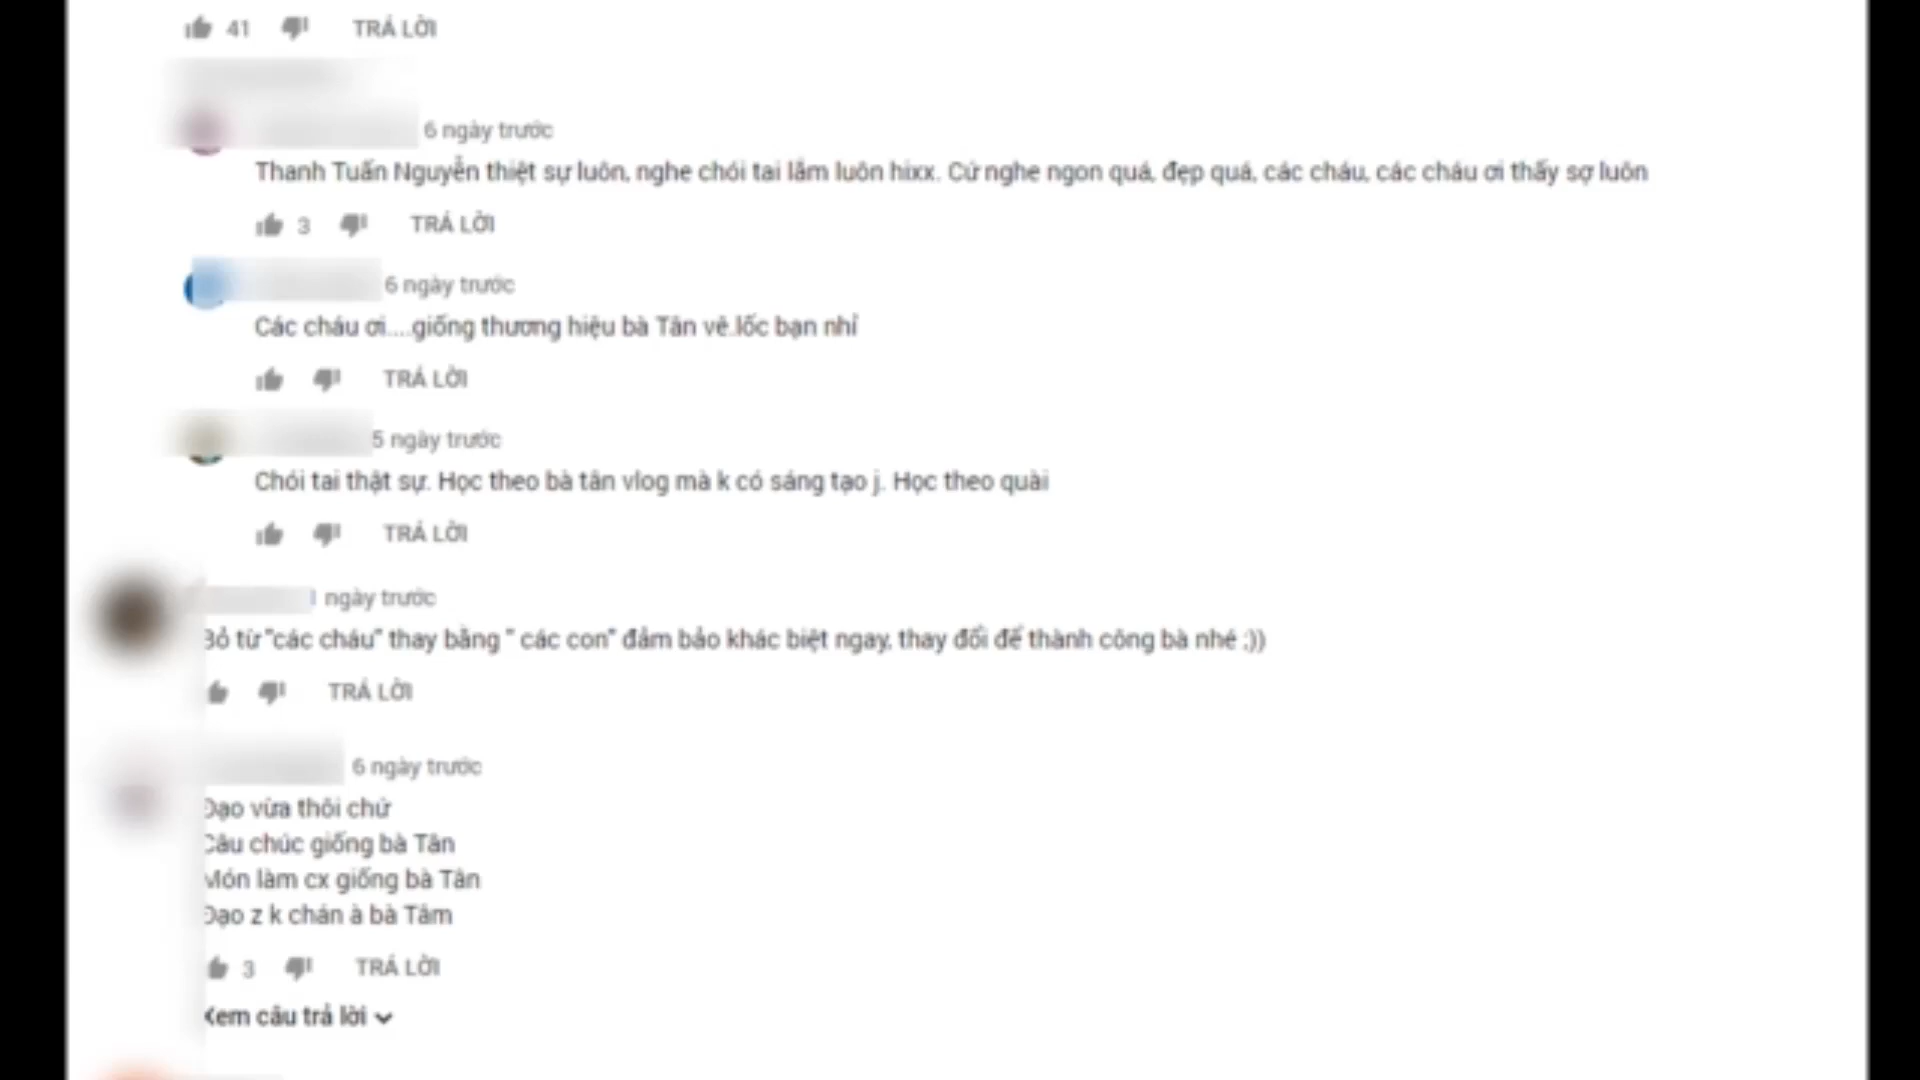 41 TRẢ LỜI
6 ngày trước
Thanh Tuấn Nguyễn thiệt sự luôn, nghe chói tai lắm luôn hixx. Cứ nghe ngon quá, đẹp quá, các cháu, các cháu ơi thấy sợ luôn
3 TRẢ LỜI
6 ngày trước
Các cháu ơi....giống thương hiệu bà Tân vê.lốc bạn nhỉ
TRẢ LỜI
5 ngày trước
Chói tai thật sự. Học theo bà tân vlog mà k có sáng tạo j. Học theo quài
TRẢ LỜI
ngày trước
Bỏ từ "các cháu" thay bằng " các con" đảm bảo khác biệt ngay, thay đổi để thành công bà nhé ;))
TRẢ LỜI
6 ngày trước
Đạo vừa thôi chứ
Câu chúc giống bà Tân
Món làm cx giống bà Tân
Đạo z k chán à bà Tâm
3 TRẢ LỜI
Xem câu trả lời